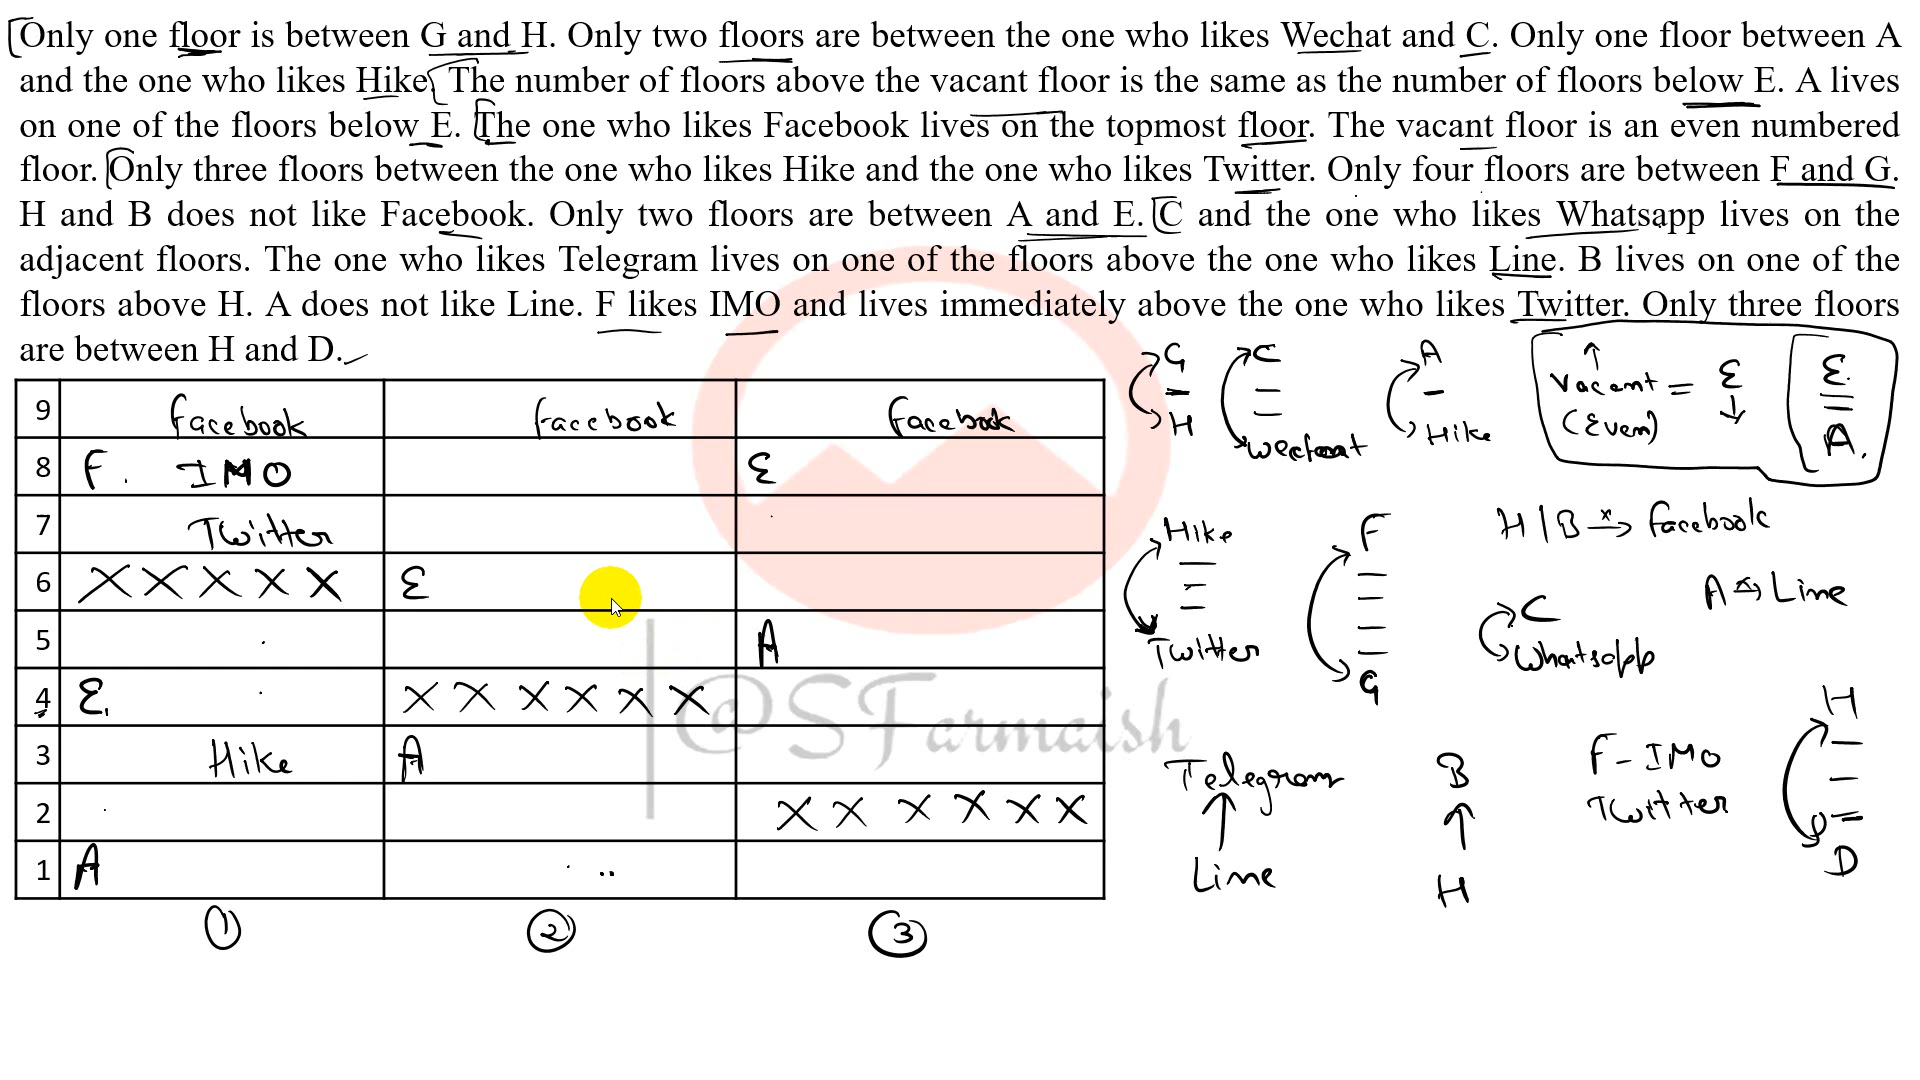 Only one floor is between G and H. Only two floors are between the one who likes Wechat and C. Only one floor between A
and the one who likes Hike. The number of floors above the vacant floor is the same as the number of floors below E. A lives
on one of the floors below E. The one who likes Facebook lives on the topmost floor. The vacant floor is an even numbered
floor. Only three floors between the one who likes Hike and the one who likes Twitter. Only four floors are between F and G.
H and B does not like Facebook. Only two floors are between A and E. C and the one who likes Whatsapp lives on the
adjacent floors. The one who likes Telegram lives on one of the floors above the one who likes Line. B lives on one of the
floors above H. A does not like Line. F likes IMO and lives immediately above the one who likes Twitter. Only three floors
are between H and D.
9 Facebook Facebook Facebook
8 F. IMO E
7 Twitter
6 X X X X X E
5 A
4 E. X X X X X X
3 Hike A
2 X X X X X X
1 A
① ② ③
G
H
C
Wechat
A
Hike
Vacant = E
(Even)
E
A.
Hike
Twitter
F
G
H/B x→ Facebook
A x→ Line
C
Whatsapp
Telegram
Line
B
H
F - IMO
Twitter
H
D
@SFarmaish